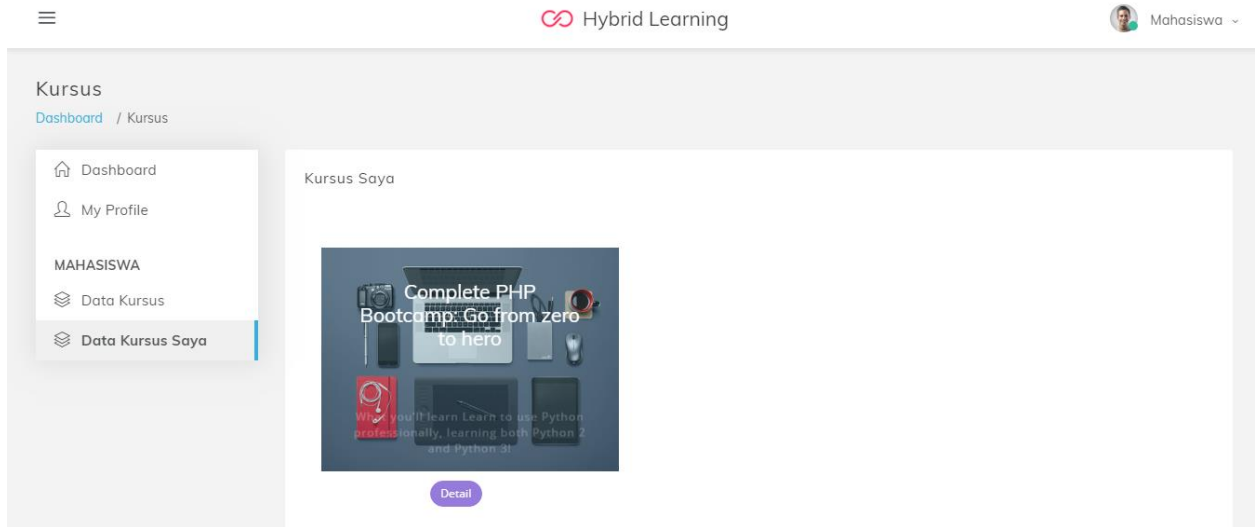 Hybrid Learning
Mahasiswa
Kursus
Dashboard / Kursus
Dashboard
My Profile
MAHASISWA
Data Kursus
Data Kursus Saya
Kursus Saya
Complete PHP
Bootcamp: Go from zero
to hero
What you'll learn Learn to use Python
professionally, learning both Python 2
and Python 3!
Detail